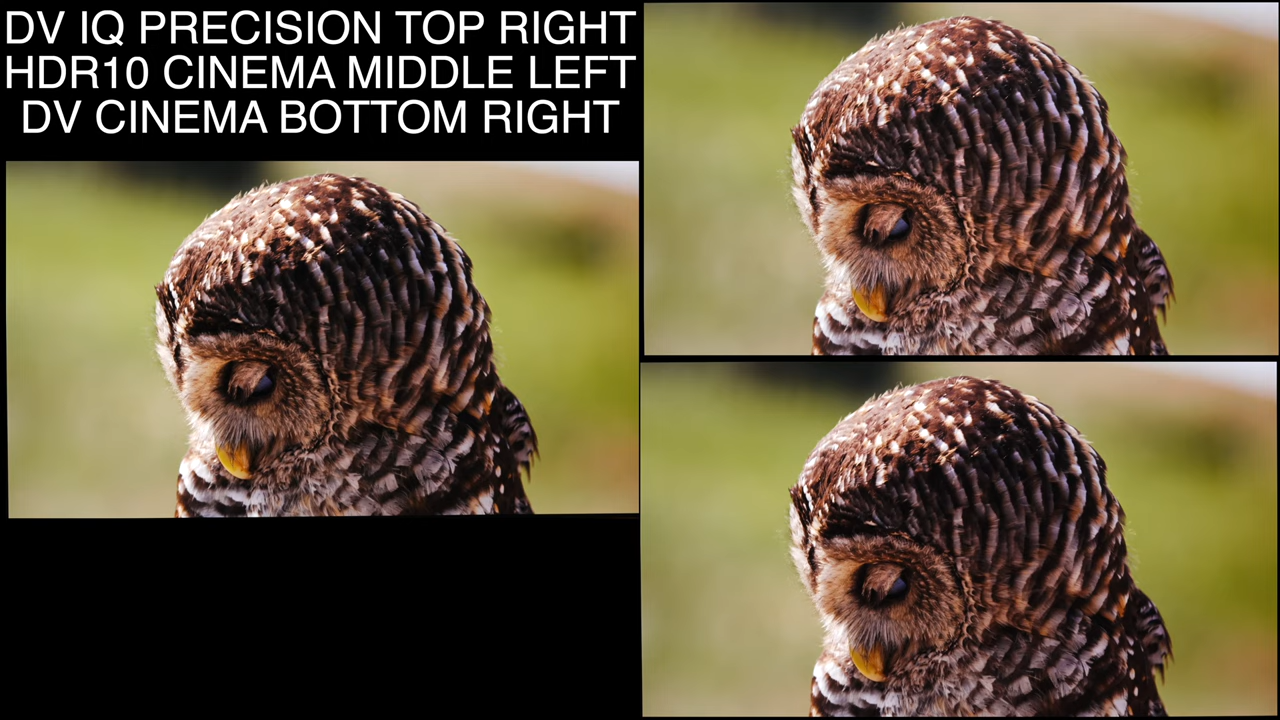 DV IQ PRECISION TOP RIGHT
HDR10 CINEMA MIDDLE LEFT
DV CINEMA BOTTOM RIGHT